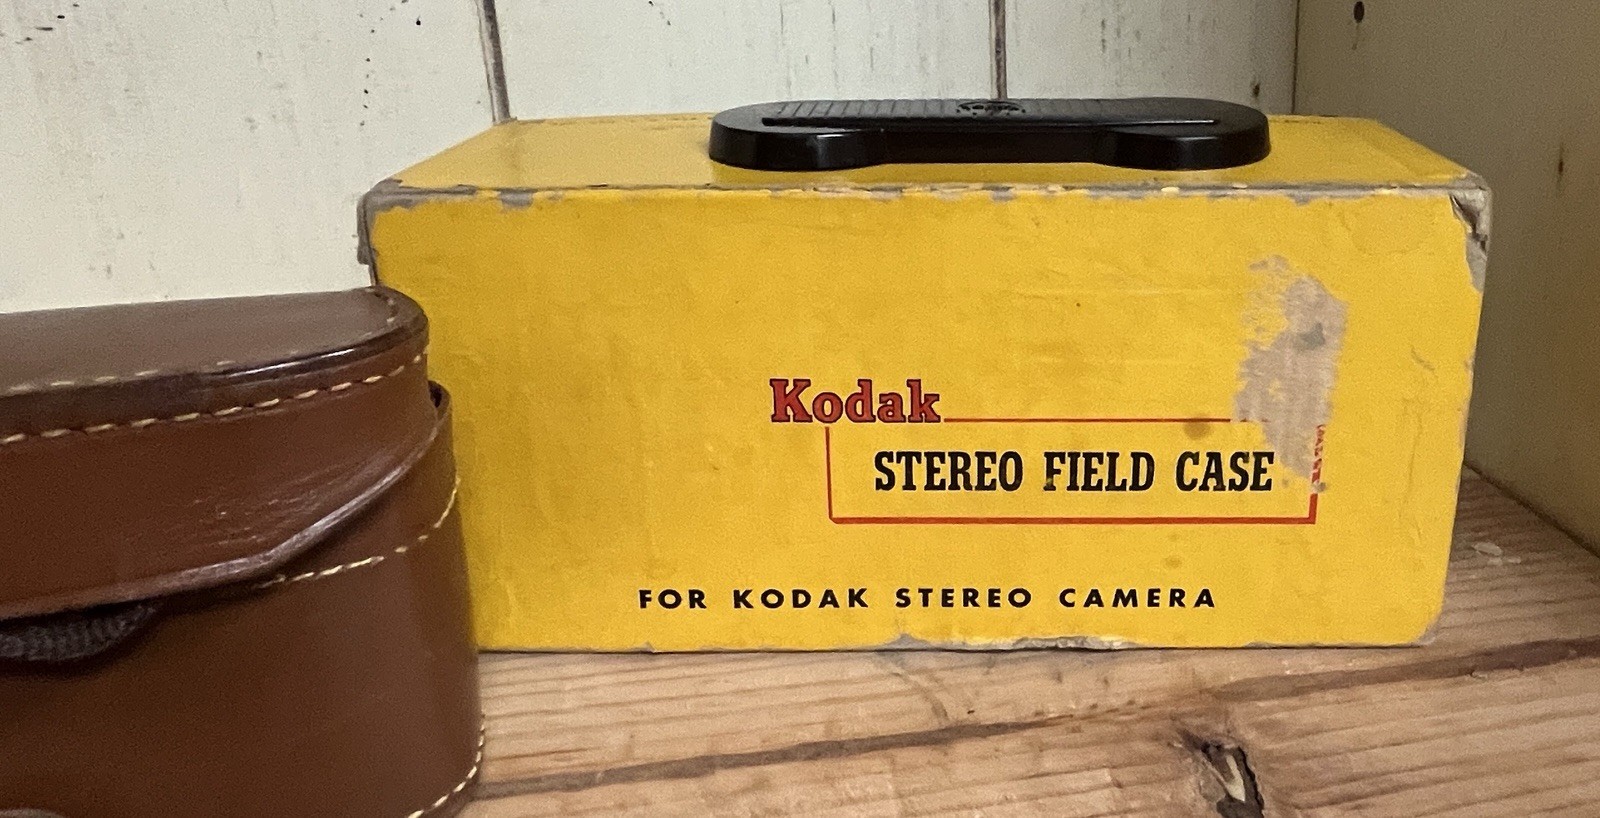 Kodak
STEREO FIELD CASE
FOR KODAK STEREO CAMERA